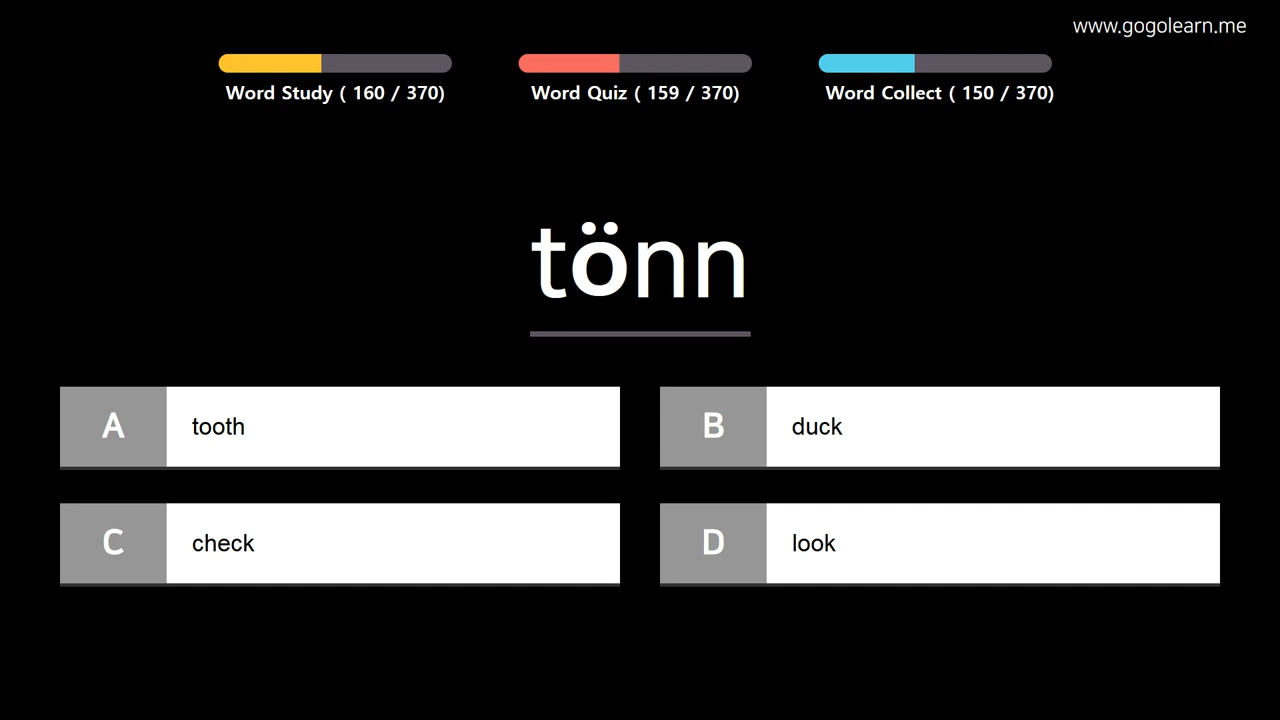 www.gogolearn.me
Word Study ( 160 / 370)
Word Quiz ( 159 / 370)
Word Collect ( 150 / 370)
tönn
A tooth
B duck
C check
D look